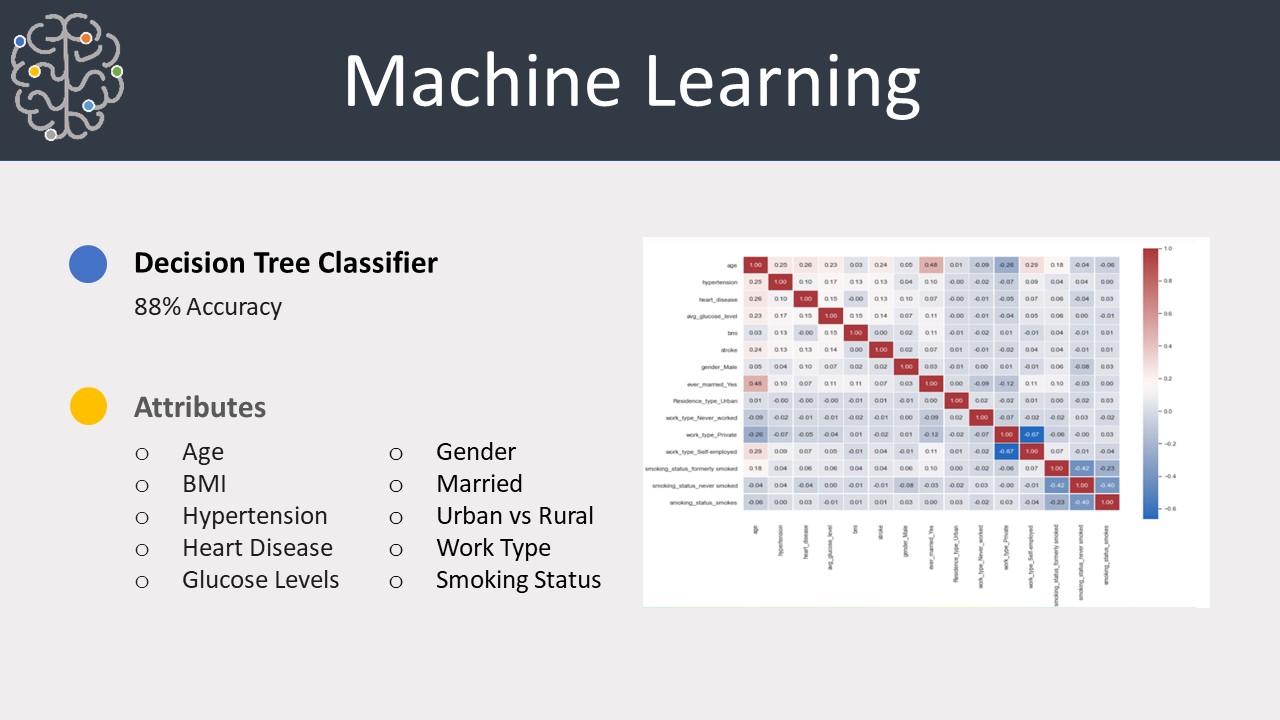 Machine Learning
Decision Tree Classifier
88% Accuracy
Attributes
o Age
o BMI
o Hypertension
o Heart Disease
o Glucose Levels
o Gender
o Married
o Urban vs Rural
o Work Type
o Smoking Status
age 1.00 0.25 0.26 0.23 0.03 0.24 0.05 0.48 0.01 -0.09 -0.26 0.29 0.18 -0.04 -0.06
hypertension 0.25 1.00 0.10 0.17 0.13 0.13 0.04 0.10 -0.00 -0.02 -0.07 0.09 0.04 0.04 0.00
heart_disease 0.26 0.10 1.00 0.15 -0.00 0.13 0.10 0.07 -0.00 -0.01 -0.05 0.07 0.06 -0.04 0.03
avg_glucose_level 0.23 0.17 0.15 1.00 0.15 0.14 0.07 0.11 -0.00 -0.01 -0.04 0.05 0.06 0.00 -0.01
bmi 0.03 0.13 -0.00 0.15 1.00 0.00 0.02 0.11 -0.01 -0.02 0.01 -0.01 0.04 -0.01 0.01
stroke 0.24 0.13 0.13 0.14 0.00 1.00 0.02 0.07 0.01 -0.01 -0.02 0.04 0.04 -0.01 0.01
gender_Male 0.05 0.04 0.10 0.07 0.02 0.02 1.00 0.03 -0.01 0.00 0.01 -0.01 0.06 -0.08 0.03
ever_married_Yes 0.48 0.10 0.07 0.11 0.11 0.07 0.03 1.00 0.00 -0.09 -0.12 0.11 0.10 -0.03 0.00
Residence_type_Urban 0.01 -0.00 -0.00 -0.00 -0.01 0.01 -0.01 0.00 1.00 0.02 -0.02 0.01 0.00 -0.02 0.03
work_type_Never_worked -0.09 -0.02 -0.01 -0.01 -0.02 -0.01 0.00 -0.09 0.02 1.00 -0.07 -0.02 -0.02 0.03 -0.02
work_type_Private -0.26 -0.07 -0.05 -0.04 0.01 -0.02 0.01 -0.12 -0.02 -0.07 1.00 -0.67 -0.06 -0.00 0.03
work_type_Self-employed 0.29 0.09 0.07 0.05 -0.01 0.04 -0.01 0.11 0.01 -0.02 -0.67 1.00 0.07 -0.01 -0.04
smoking_status_formerly smoked 0.18 0.04 0.06 0.06 0.04 0.04 0.06 0.10 0.00 -0.02 -0.06 0.07 1.00 -0.42 -0.23
smoking_status_never smoked -0.04 0.04 -0.04 0.00 -0.01 -0.01 -0.08 -0.03 -0.02 0.03 -0.00 -0.01 -0.42 1.00 -0.40
smoking_status_smokes -0.06 0.00 0.03 -0.01 0.01 0.01 0.03 0.00 0.03 -0.02 0.03 -0.04 -0.23 -0.40 1.00
age
hypertension
heart_disease
avg_glucose_level
bmi
stroke
gender_Male
ever_married_Yes
Residence_type_Urban
work_type_Never_worked
work_type_Private
work_type_Self-employed
smoking_status_formerly smoked
smoking_status_never smoked
smoking_status_smokes
1.0
0.8
0.6
0.4
0.2
0.0
-0.2
-0.4
-0.6